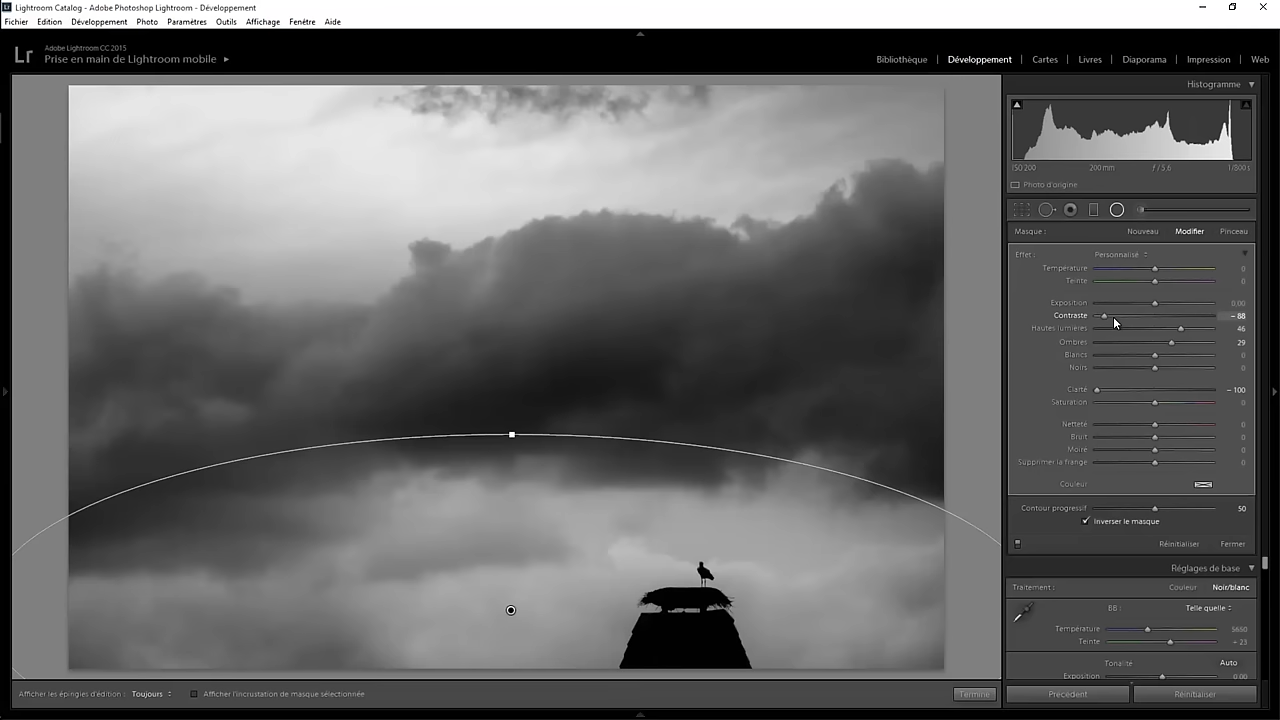 Lightroom Catalog - Adobe Photoshop Lightroom - Développement
Fichier Edition Développement Photo Paramètres Outils Affichage Fenêtre Aide
Lr
Adobe Lightroom CC 2015
Prise en main de Lightroom mobile
Bibliothèque | Développement | Cartes | Livres | Diaporama | Impression | Web
Histogramme
ISO 200 200 mm ƒ / 5,6 1/800 s
Photo d'origine
Masque : Nouveau Modifier Pinceau
Effet : Personnalisé
Température 0
Teinte 0
Exposition 0,00
Contraste – 88
Hautes lumières 46
Ombres 29
Blancs 0
Noirs 0
Clarté – 100
Saturation 0
Netteté 0
Bruit 0
Moiré 0
Supprimer la frange 0
Couleur
Contour progressif 50
Inverser le masque
Réinitialiser Fermer
Réglages de base
Traitement : Couleur Noir/blanc
BB : Telle quelle
Température 5650
Teinte + 23
Tonalité Auto
Exposition 0,00
Afficher les épingles d'édition : Toujours Afficher l'incrustation de masque sélectionnée Terminé
Précédent Réinitialiser